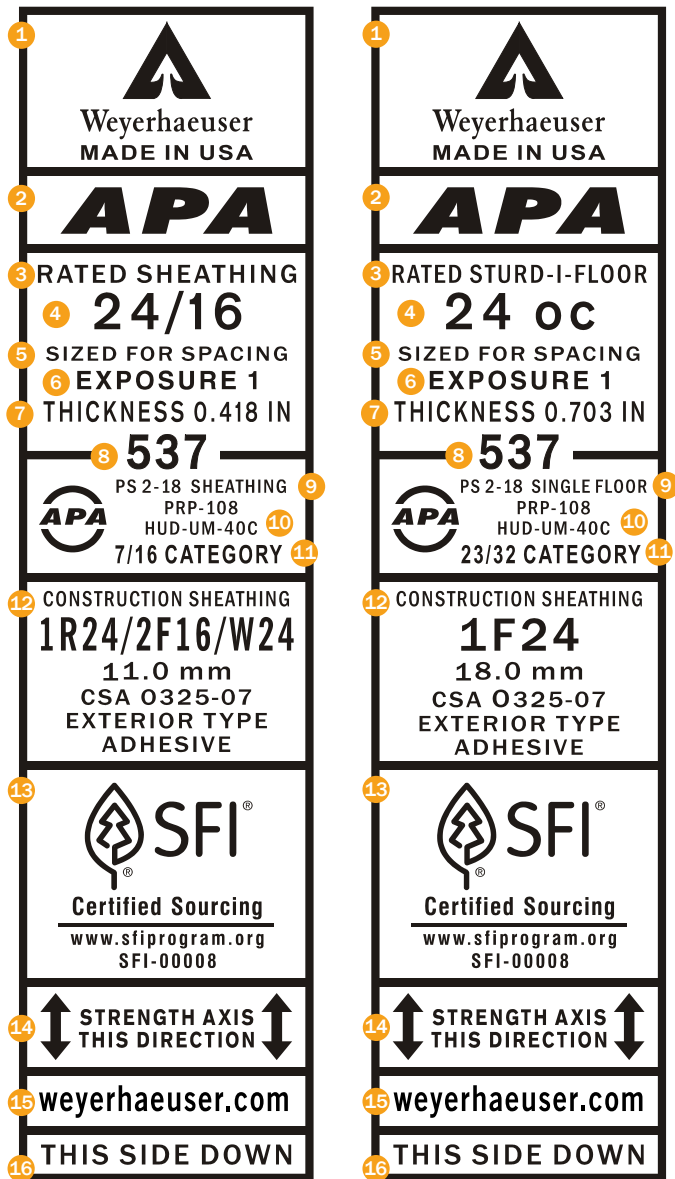 1
Weyerhaeuser
MADE IN USA
2
APA
3 RATED SHEATHING
4 24/16
5 SIZED FOR SPACING
6 EXPOSURE 1
7 THICKNESS 0.418 IN
8 537
PS 2-18 SHEATHING 9
PRP-108
APA
HUD-UM-40C 10
7/16 CATEGORY 11
12 CONSTRUCTION SHEATHING
1R24/2F16/W24
11.0 mm
CSA O325-07
EXTERIOR TYPE
ADHESIVE
13
SFI®
®
Certified Sourcing
www.sfiprogram.org
SFI-00008
14 STRENGTH AXIS
THIS DIRECTION
15 weyerhaeuser.com
16 THIS SIDE DOWN
1
Weyerhaeuser
MADE IN USA
2
APA
3 RATED STURD-I-FLOOR
4 24 oc
5 SIZED FOR SPACING
6 EXPOSURE 1
7 THICKNESS 0.703 IN
8 537
PS 2-18 SINGLE FLOOR 9
PRP-108
APA
HUD-UM-40C 10
23/32 CATEGORY 11
12 CONSTRUCTION SHEATHING
1F24
18.0 mm
CSA O325-07
EXTERIOR TYPE
ADHESIVE
13
SFI®
®
Certified Sourcing
www.sfiprogram.org
SFI-00008
14 STRENGTH AXIS
THIS DIRECTION
15 weyerhaeuser.com
16 THIS SIDE DOWN